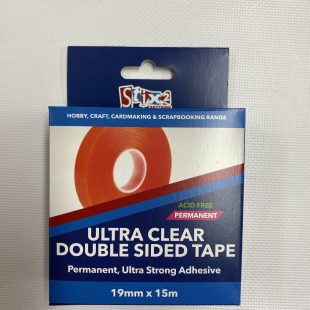 Stix2
HOBBY, CRAFT, CARDMAKING & SCRAPBOOKING RANGE
ACID FREE
PERMANENT
ULTRA CLEAR
DOUBLE SIDED TAPE
Permanent, Ultra Strong Adhesive
19mm x 15m